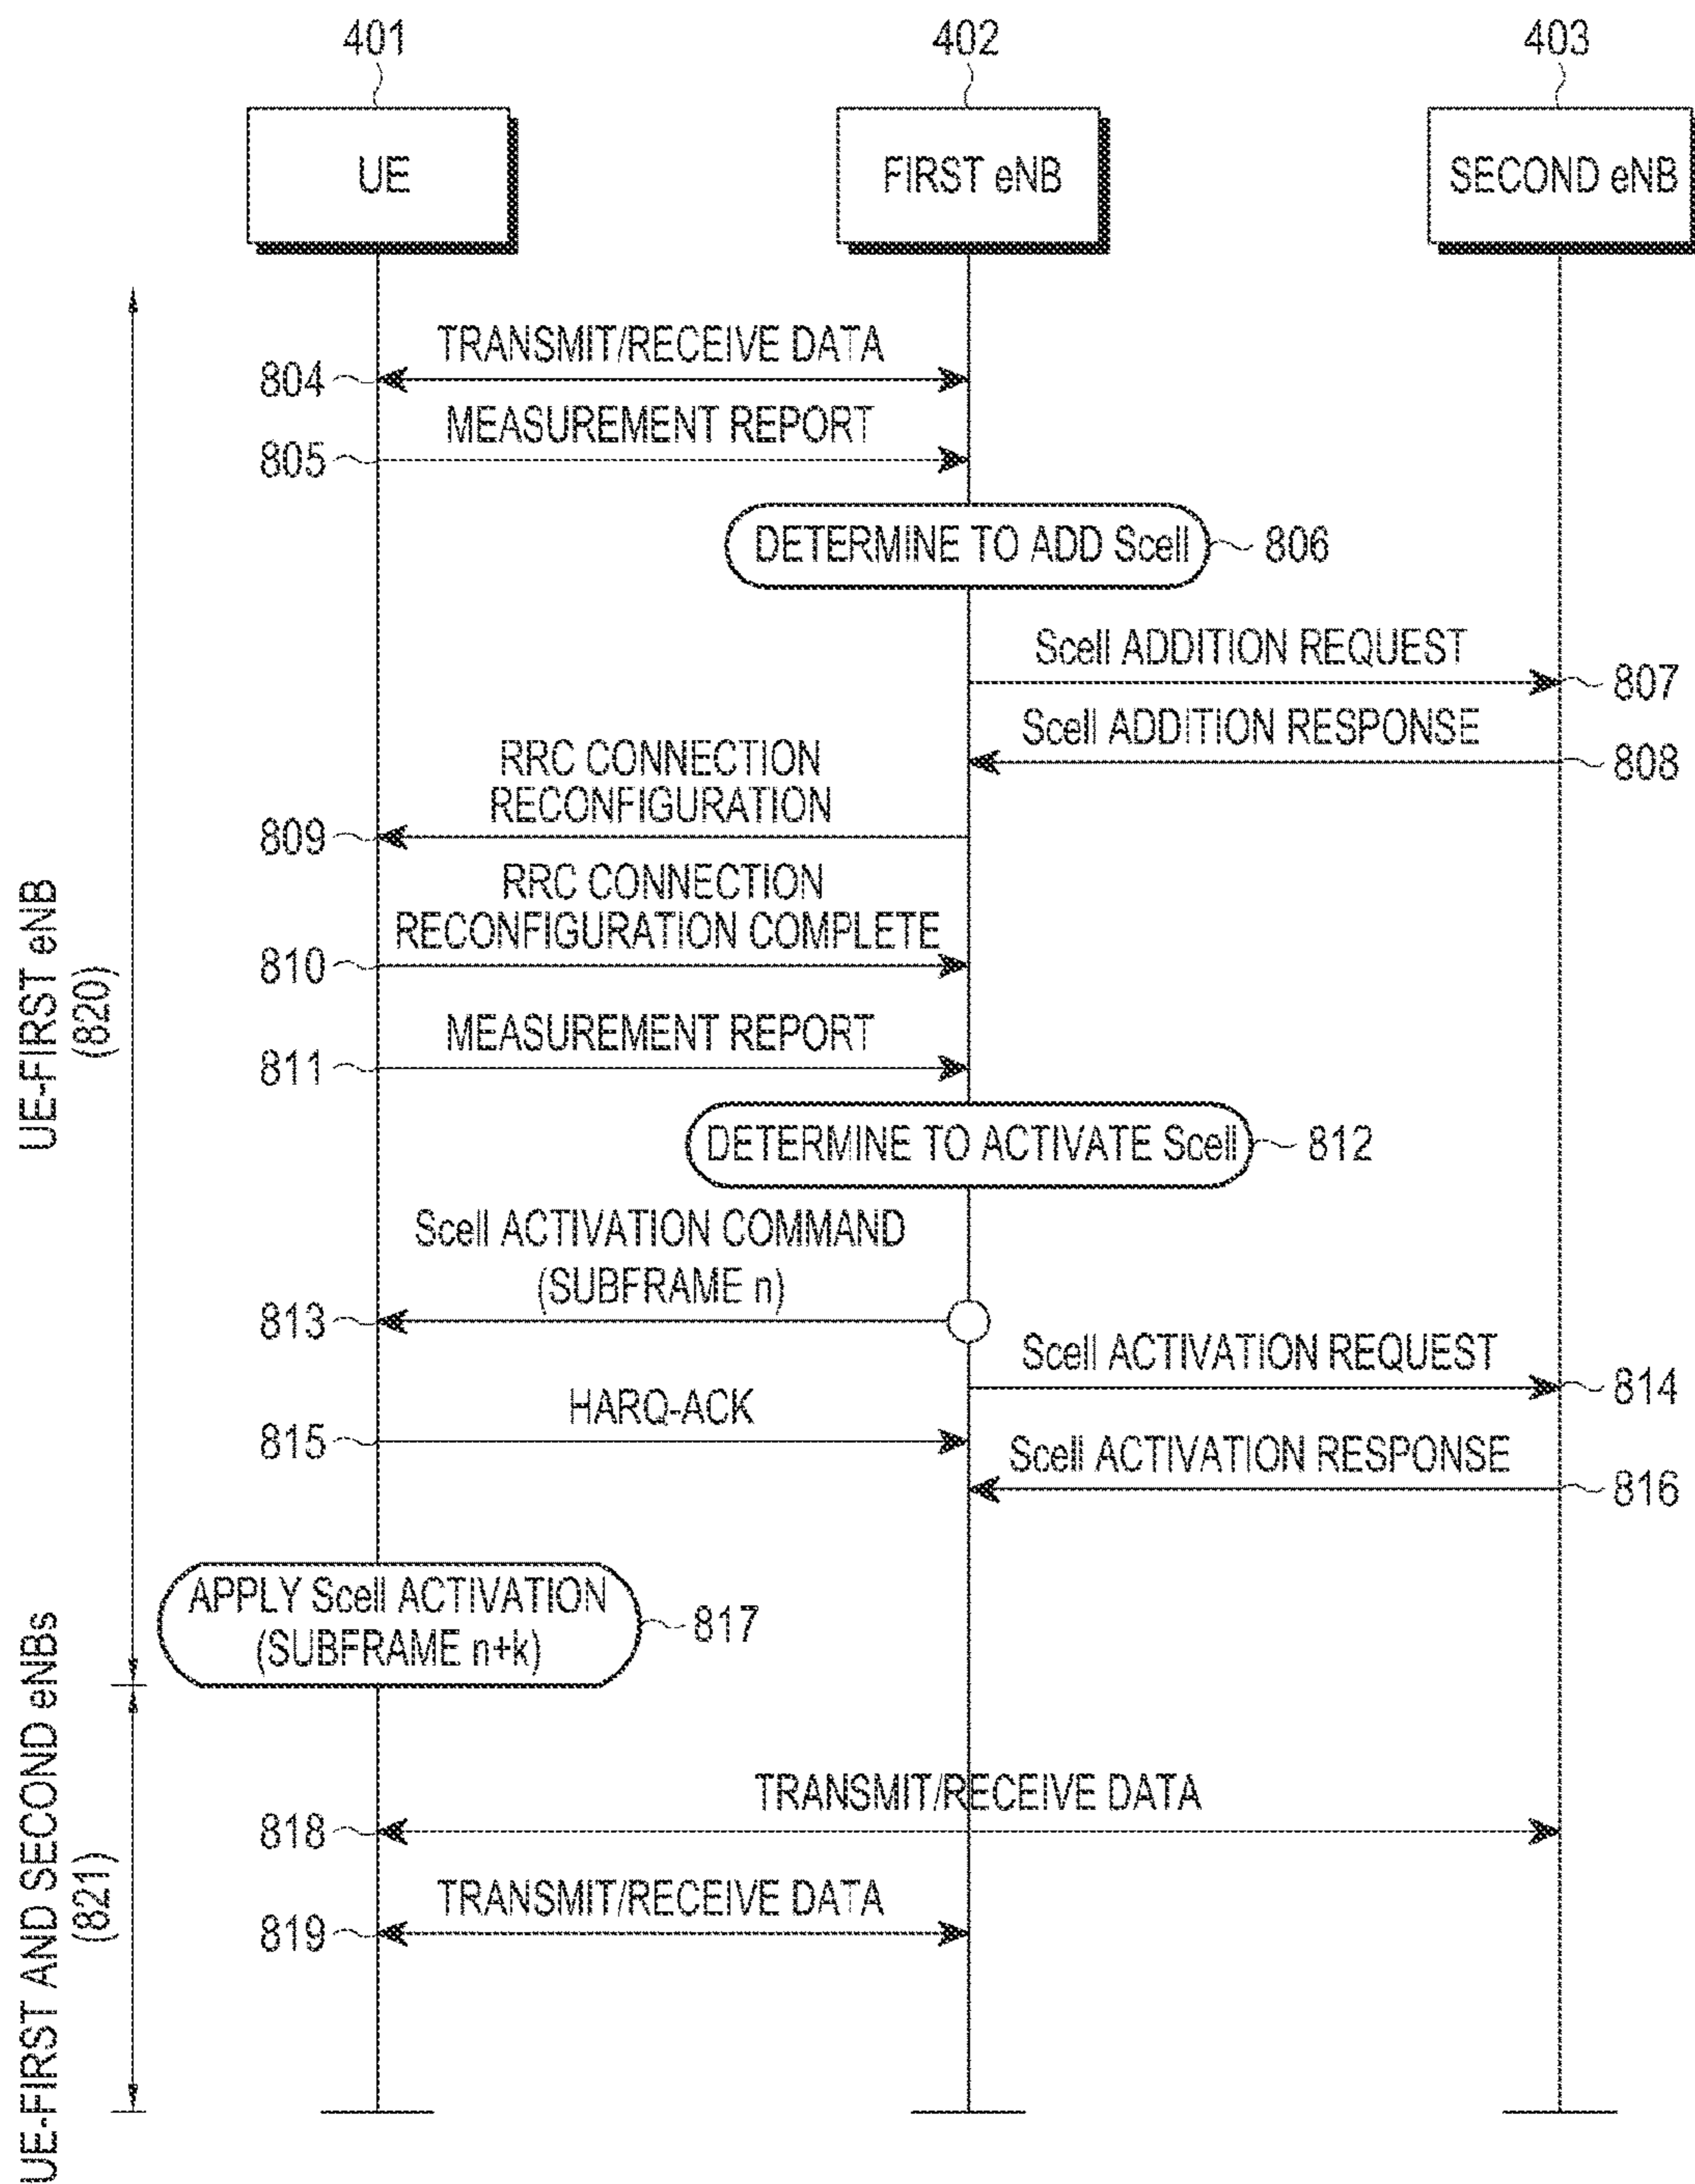 401
402
403
UE
FIRST eNB
SECOND eNB
TRANSMIT/RECEIVE DATA
804
MEASUREMENT REPORT
805
DETERMINE TO ADD Scell
806
Scell ADDITION REQUEST
807
Scell ADDITION RESPONSE
808
RRC CONNECTION
RECONFIGURATION
809
RRC CONNECTION
RECONFIGURATION COMPLETE
810
MEASUREMENT REPORT
811
DETERMINE TO ACTIVATE Scell
812
Scell ACTIVATION COMMAND
(SUBFRAME n)
813
Scell ACTIVATION REQUEST
814
HARQ-ACK
815
Scell ACTIVATION RESPONSE
816
APPLY Scell ACTIVATION
(SUBFRAME n+k)
817
TRANSMIT/RECEIVE DATA
818
TRANSMIT/RECEIVE DATA
819
UE-FIRST eNB
(820)
UE-FIRST AND SECOND eNBs
(821)